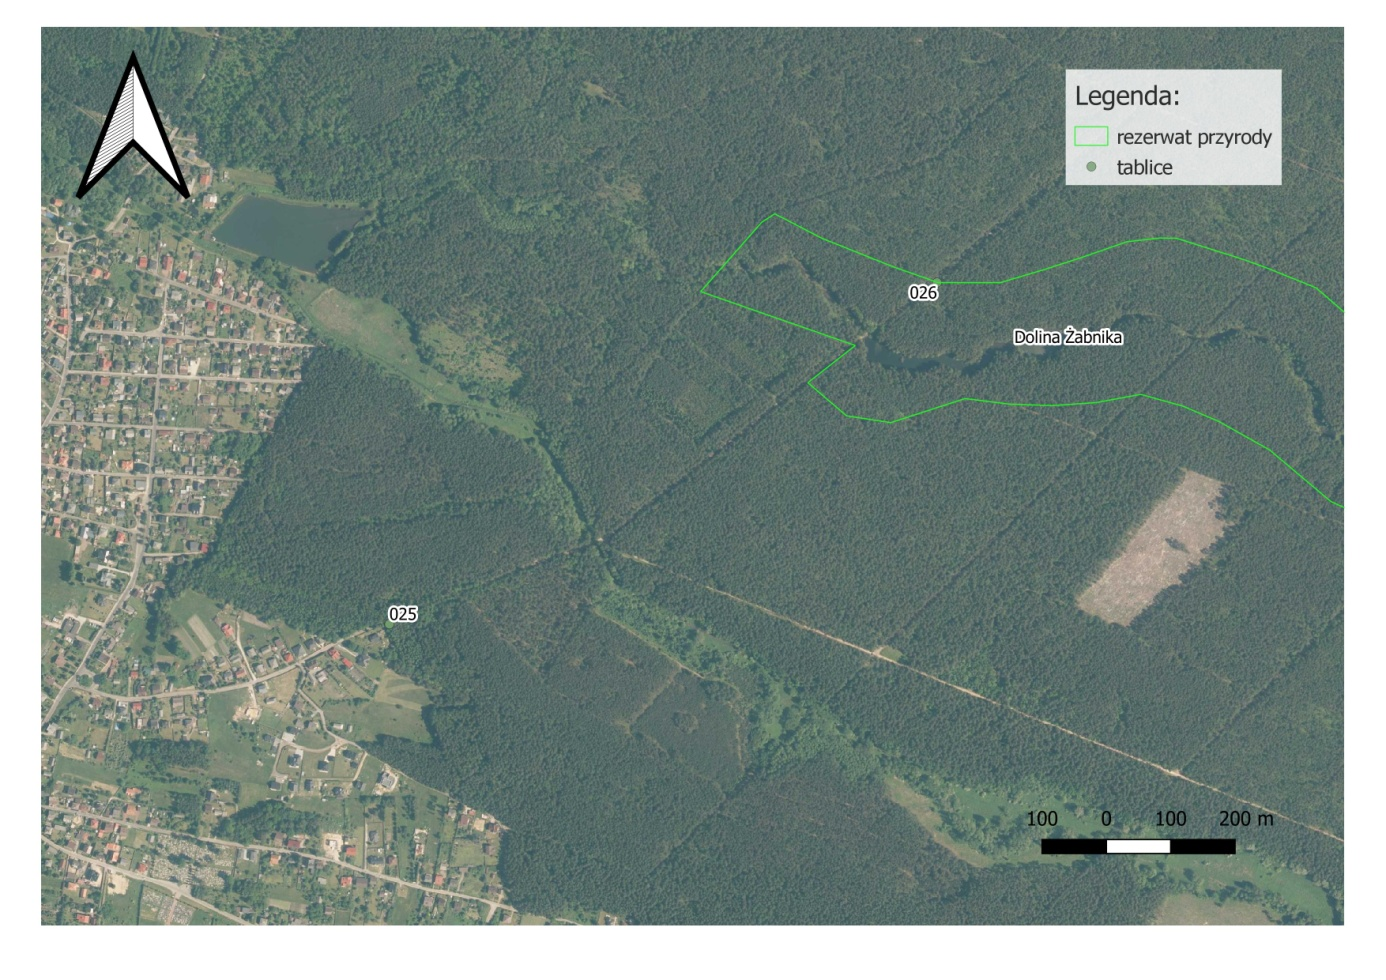 Legenda:
rezerwat przyrody
tablice
026
Dolina Żabnika
025
100 0 100 200 m